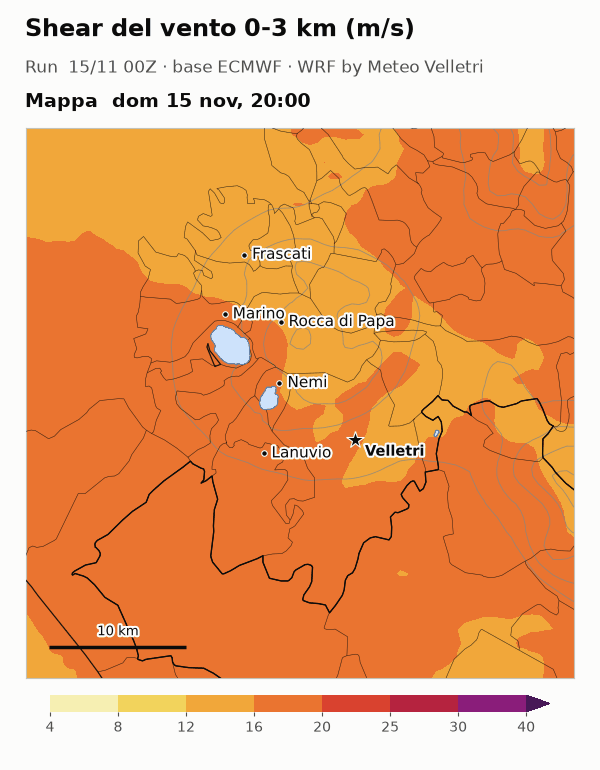 Shear del vento 0-3 km (m/s)
Run  15/11 00Z · base ECMWF · WRF by Meteo Velletri
Mappa  dom 15 nov, 20:00
Frascati
Marino
Rocca di Papa
Nemi
Velletri
Lanuvio
10 km
4 8 12 16 20 25 30 40